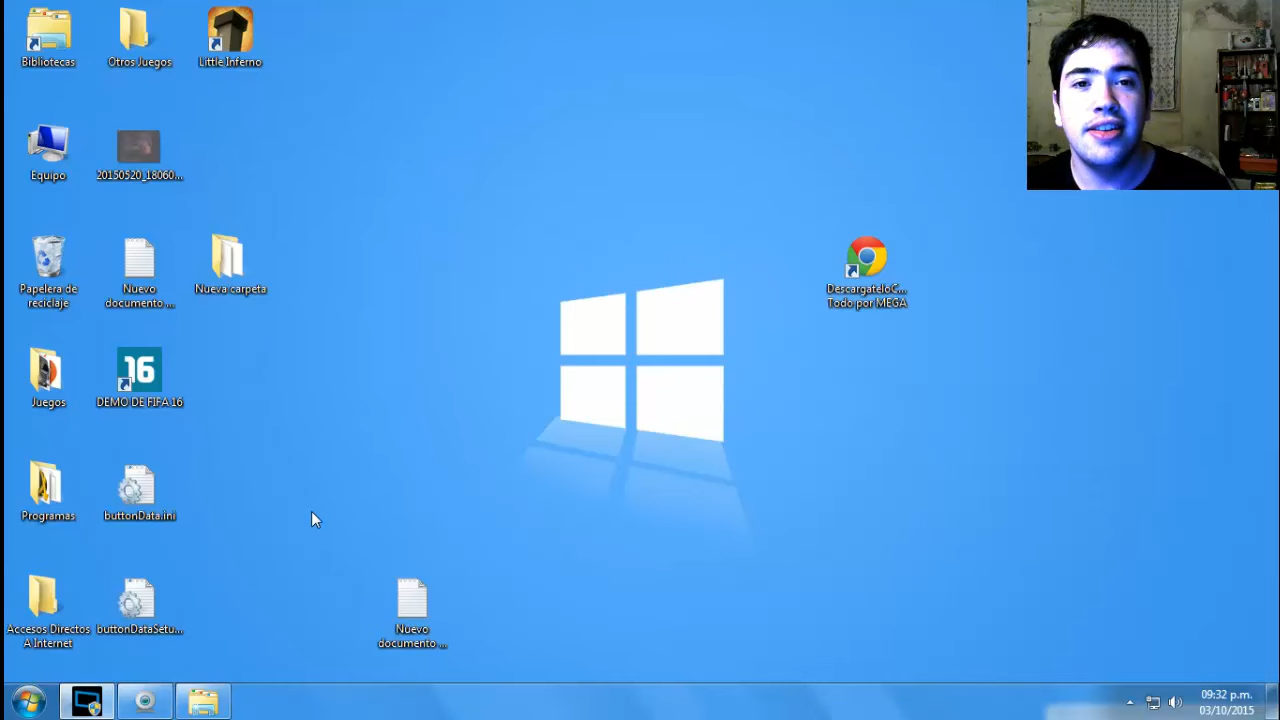 Bibliotecas
Otros Juegos
Little Inferno
Equipo
20150520_18060...
Papelera de
reciclaje
Nuevo
documento ...
Nueva carpeta
DescargateloC...
Todo por MEGA
Juegos
16
DEMO DE FIFA 16
Programas
buttonData.ini
Accesos Directos
A Internet
buttonDataSetu...
Nuevo
documento ...
09:32 p.m.
03/10/2015